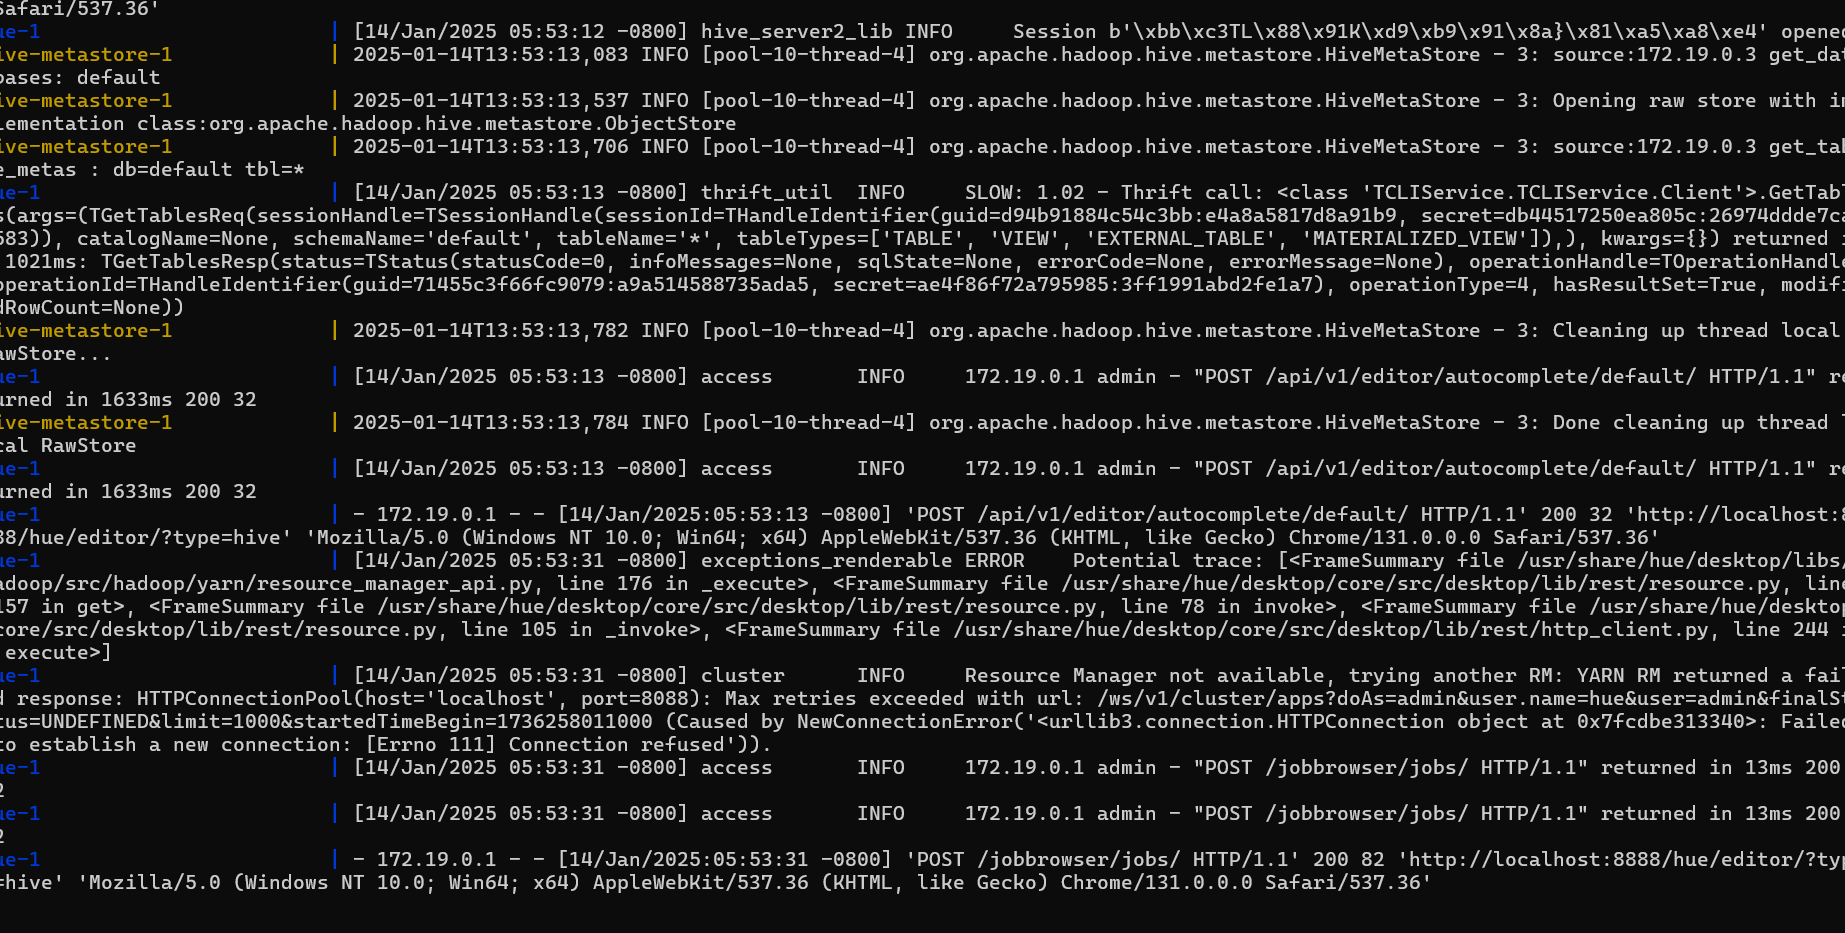 Safari/537.36'
ue-1 | [14/Jan/2025 05:53:12 -0800] hive_server2_lib INFO Session b'\xbb\xc3TL\x88\x91K\xd9\xb9\x91\x8a}\x81\xa5\xa8\xe4' opened
ive-metastore-1 | 2025-01-14T13:53:13,083 INFO [pool-10-thread-4] org.apache.hadoop.hive.metastore.HiveMetaStore - 3: source:172.19.0.3 get_dat
bases: default
ive-metastore-1 | 2025-01-14T13:53:13,537 INFO [pool-10-thread-4] org.apache.hadoop.hive.metastore.HiveMetaStore - 3: Opening raw store with im
lementation class:org.apache.hadoop.hive.metastore.ObjectStore
ive-metastore-1 | 2025-01-14T13:53:13,706 INFO [pool-10-thread-4] org.apache.hadoop.hive.metastore.HiveMetaStore - 3: source:172.19.0.3 get_tab
e_metas : db=default tbl=*
ue-1 | [14/Jan/2025 05:53:13 -0800] thrift_util INFO SLOW: 1.02 - Thrift call: <class 'TCLIService.TCLIService.Client'>.GetTabl
s(args=(TGetTablesReq(sessionHandle=TSessionHandle(sessionId=THandleIdentifier(guid=d94b91884c54c3bb:e4a8a5817d8a91b9, secret=db44517250ea805c:26974ddde7ca
583)), catalogName=None, schemaName='default', tableName='*', tableTypes=['TABLE', 'VIEW', 'EXTERNAL_TABLE', 'MATERIALIZED_VIEW']),), kwargs={}) returned i
1021ms: TGetTablesResp(status=TStatus(statusCode=0, infoMessages=None, sqlState=None, errorCode=None, errorMessage=None), operationHandle=TOperationHandle
operationId=THandleIdentifier(guid=71455c3f66fc9079:a9a514588735ada5, secret=ae4f86f72a795985:3ff1991abd2fe1a7), operationType=4, hasResultSet=True, modifi
dRowCount=None))
ive-metastore-1 | 2025-01-14T13:53:13,782 INFO [pool-10-thread-4] org.apache.hadoop.hive.metastore.HiveMetaStore - 3: Cleaning up thread local
awStore...
ue-1 | [14/Jan/2025 05:53:13 -0800] access INFO 172.19.0.1 admin - "POST /api/v1/editor/autocomplete/default/ HTTP/1.1" re
urned in 1633ms 200 32
ive-metastore-1 | 2025-01-14T13:53:13,784 INFO [pool-10-thread-4] org.apache.hadoop.hive.metastore.HiveMetaStore - 3: Done cleaning up thread l
cal RawStore
ue-1 | [14/Jan/2025 05:53:13 -0800] access INFO 172.19.0.1 admin - "POST /api/v1/editor/autocomplete/default/ HTTP/1.1" re
urned in 1633ms 200 32
ue-1 | - 172.19.0.1 - - [14/Jan/2025:05:53:13 -0800] 'POST /api/v1/editor/autocomplete/default/ HTTP/1.1' 200 32 'http://localhost:8
88/hue/editor/?type=hive' 'Mozilla/5.0 (Windows NT 10.0; Win64; x64) AppleWebKit/537.36 (KHTML, like Gecko) Chrome/131.0.0.0 Safari/537.36'
ue-1 | [14/Jan/2025 05:53:31 -0800] exceptions_renderable ERROR Potential trace: [<FrameSummary file /usr/share/hue/desktop/libs/
adoop/src/hadoop/yarn/resource_manager_api.py, line 176 in _execute>, <FrameSummary file /usr/share/hue/desktop/core/src/desktop/lib/rest/resource.py, line
157 in get>, <FrameSummary file /usr/share/hue/desktop/core/src/desktop/lib/rest/resource.py, line 78 in invoke>, <FrameSummary file /usr/share/hue/desktop
core/src/desktop/lib/rest/resource.py, line 105 in _invoke>, <FrameSummary file /usr/share/hue/desktop/core/src/desktop/lib/rest/http_client.py, line 244 i
execute>]
ue-1 | [14/Jan/2025 05:53:31 -0800] cluster INFO Resource Manager not available, trying another RM: YARN RM returned a fail
d response: HTTPConnectionPool(host='localhost', port=8088): Max retries exceeded with url: /ws/v1/cluster/apps?doAs=admin&user.name=hue&user=admin&finalSt
tus=UNDEFINED&limit=1000&startedTimeBegin=1736258011000 (Caused by NewConnectionError('<urllib3.connection.HTTPConnection object at 0x7fcdbe313340>: Failed
to establish a new connection: [Errno 111] Connection refused')).
ue-1 | [14/Jan/2025 05:53:31 -0800] access INFO 172.19.0.1 admin - "POST /jobbrowser/jobs/ HTTP/1.1" returned in 13ms 200
2
ue-1 | [14/Jan/2025 05:53:31 -0800] access INFO 172.19.0.1 admin - "POST /jobbrowser/jobs/ HTTP/1.1" returned in 13ms 200
2
ue-1 | - 172.19.0.1 - - [14/Jan/2025:05:53:31 -0800] 'POST /jobbrowser/jobs/ HTTP/1.1' 200 82 'http://localhost:8888/hue/editor/?typ
=hive' 'Mozilla/5.0 (Windows NT 10.0; Win64; x64) AppleWebKit/537.36 (KHTML, like Gecko) Chrome/131.0.0.0 Safari/537.36'